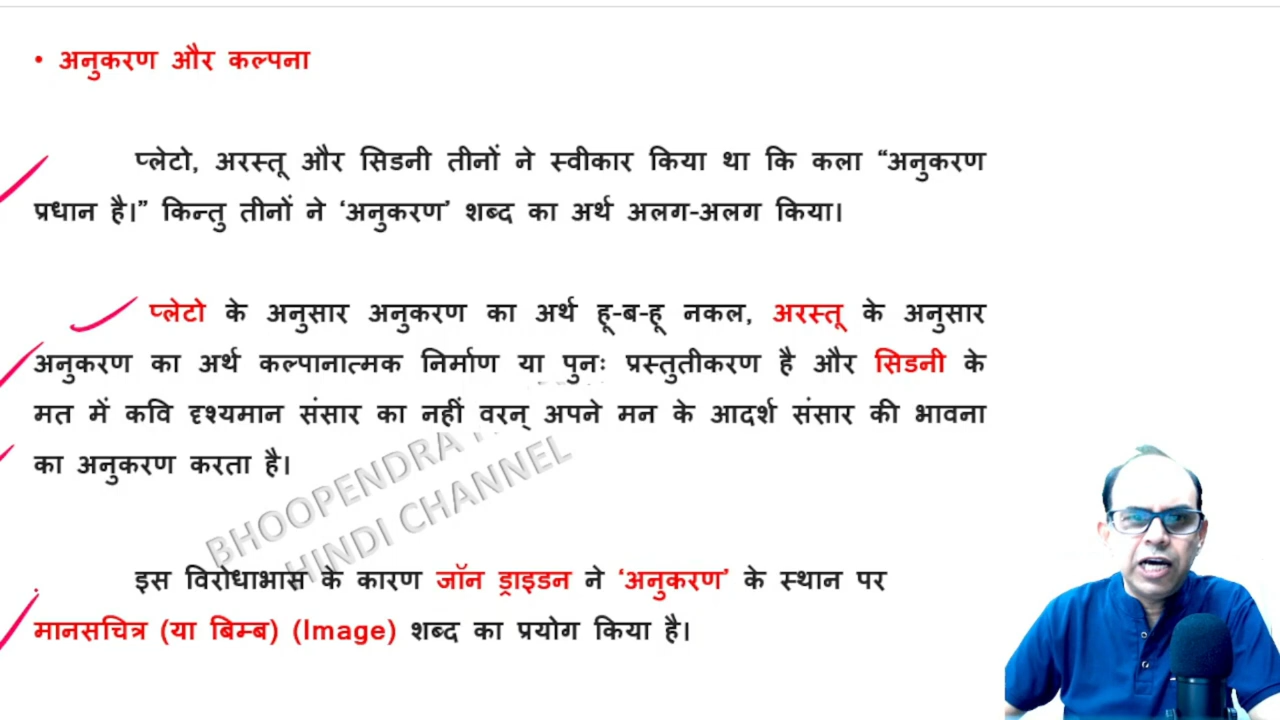 • अनुकरण और कल्पना
प्लेटो, अरस्तू और सिडनी तीनों ने स्वीकार किया था कि कला “अनुकरण
प्रधान है।” किन्तु तीनों ने ‘अनुकरण’ शब्द का अर्थ अलग-अलग किया।
प्लेटो के अनुसार अनुकरण का अर्थ हू-ब-हू नकल, अरस्तू के अनुसार
अनुकरण का अर्थ कल्पानात्मक निर्माण या पुनः प्रस्तुतीकरण है और सिडनी के
मत में कवि दृश्यमान संसार का नहीं वरन् अपने मन के आदर्श संसार की भावना
का अनुकरण करता है।
BHOOPENDRA
HINDI CHANNEL
इस विरोधाभास के कारण जॉन ड्राइडन ने ‘अनुकरण’ के स्थान पर
मानसचित्र (या बिम्ब) (Image) शब्द का प्रयोग किया है।